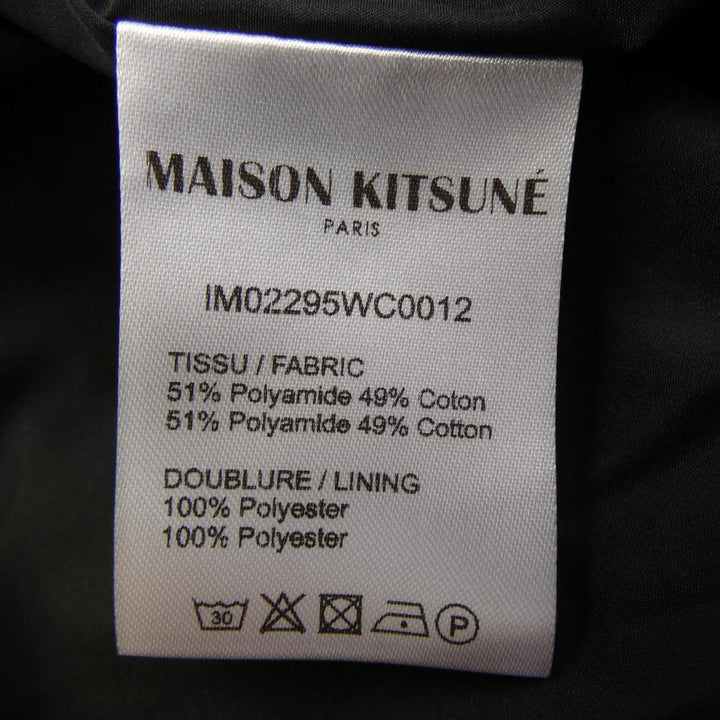 MAISON KITSUNÉ
PARIS
IM02295WC0012
TISSU / FABRIC
51% Polyamide 49% Coton
51% Polyamide 49% Cotton
DOUBLURE / LINING
100% Polyester
100% Polyester
30 P